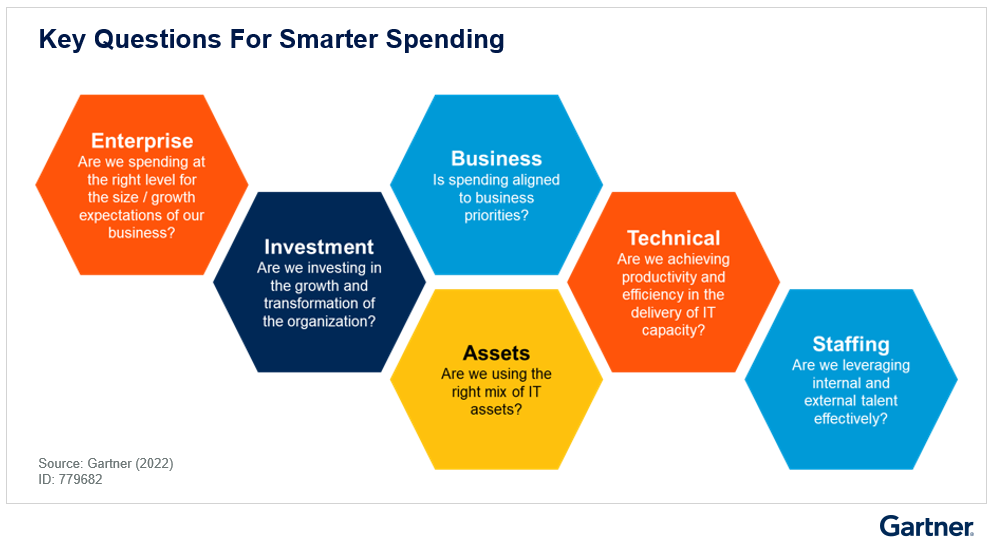 Key Questions For Smarter Spending
Enterprise
Are we spending at
the right level for
the size / growth
expectations of our
business?
Investment
Are we investing in
the growth and
transformation of
the organization?
Business
Is spending aligned
to business
priorities?
Assets
Are we using the
right mix of IT
assets?
Technical
Are we achieving
productivity and
efficiency in the
delivery of IT
capacity?
Staffing
Are we leveraging
internal and
external talent
effectively?
Source: Gartner (2022)
ID: 779682
Gartner